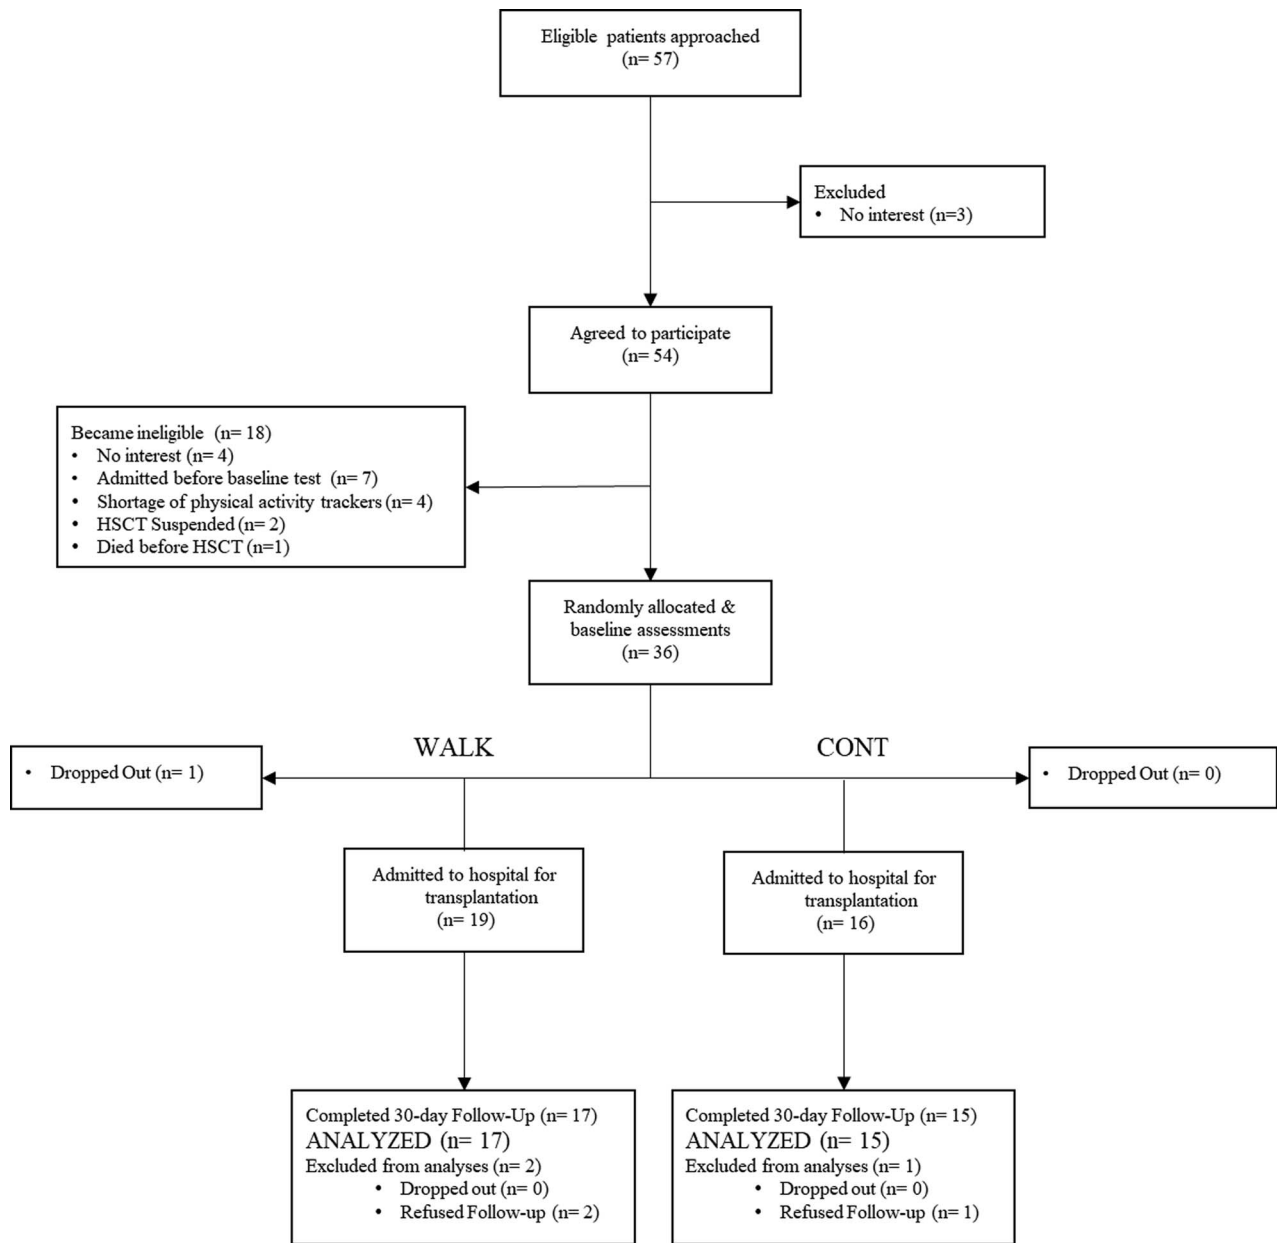 Eligible patients approached
(n= 57)
Excluded
• No interest (n=3)
Agreed to participate
(n= 54)
Became ineligible (n= 18)
• No interest (n= 4)
• Admitted before baseline test (n= 7)
• Shortage of physical activity trackers (n= 4)
• HSCT Suspended (n= 2)
• Died before HSCT (n=1)
Randomly allocated &
baseline assessments
(n= 36)
WALK
CONT
• Dropped Out (n= 1)
• Dropped Out (n= 0)
Admitted to hospital for
transplantation
(n= 19)
Admitted to hospital for
transplantation
(n= 16)
Completed 30-day Follow-Up (n= 17)
ANALYZED (n= 17)
Excluded from analyses (n= 2)
• Dropped out (n= 0)
• Refused Follow-up (n= 2)
Completed 30-day Follow-Up (n= 15)
ANALYZED (n= 15)
Excluded from analyses (n= 1)
• Dropped out (n= 0)
• Refused Follow-up (n= 1)